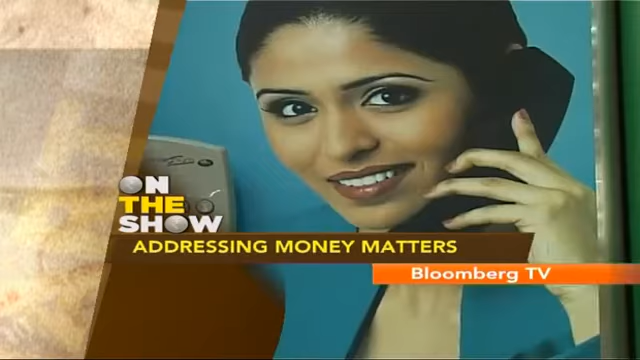 ON
THE
SHOW
ADDRESSING MONEY MATTERS
Bloomberg TV